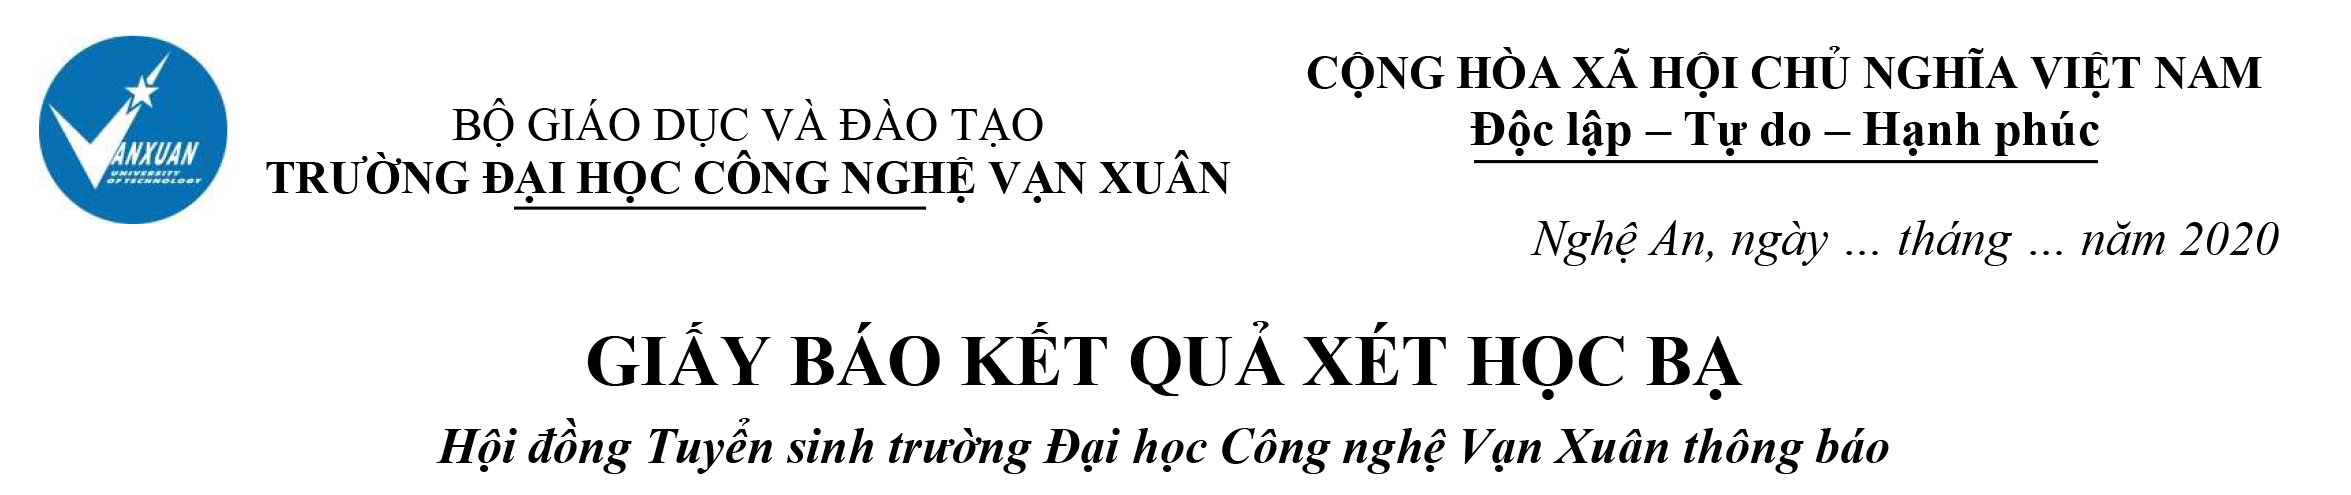 VANXUAN
UNIVERSITY
OF TECHNOLOGY
BỘ GIÁO DỤC VÀ ĐÀO TẠO
TRƯỜNG ĐẠI HỌC CÔNG NGHỆ VẠN XUÂN
CỘNG HÒA XÃ HỘI CHỦ NGHĨA VIỆT NAM
Độc lập – Tự do – Hạnh phúc
Nghệ An, ngày ... tháng ... năm 2020
GIẤY BÁO KẾT QUẢ XÉT HỌC BẠ
Hội đồng Tuyển sinh trường Đại học Công nghệ Vạn Xuân thông báo